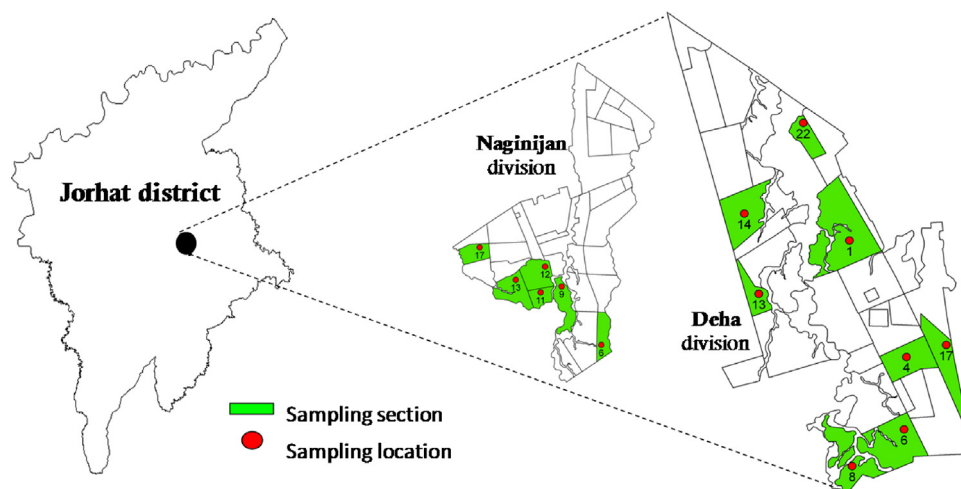 Jorhat district
Naginijan
division
17
12
13
11
9
6
22
14
1
13
Deha
division
17
4
6
8
Sampling section
Sampling location